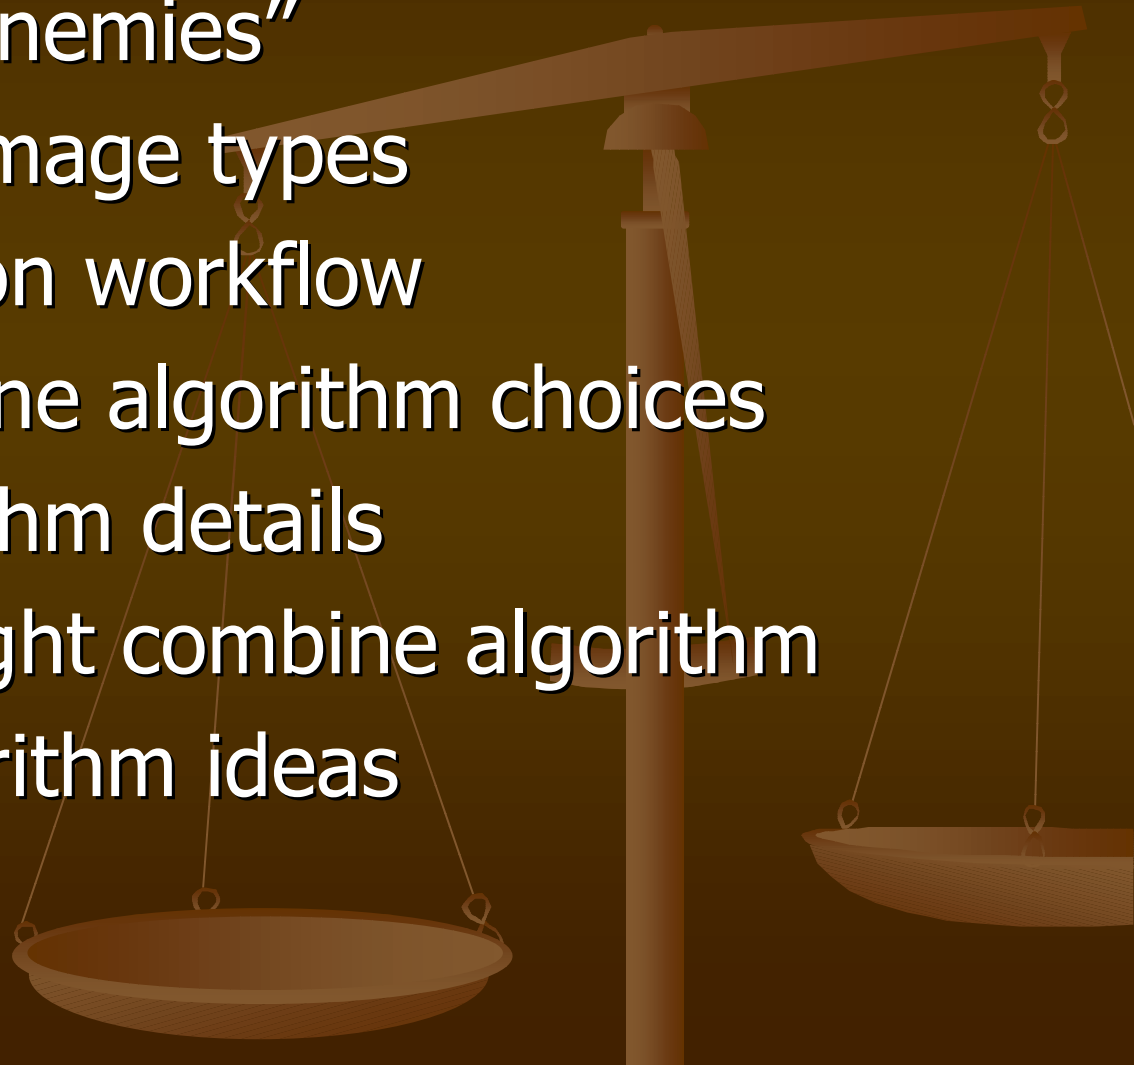 nemies”
mage types
on workflow
ne algorithm choices
hm details
ght combine algorithm
rithm ideas